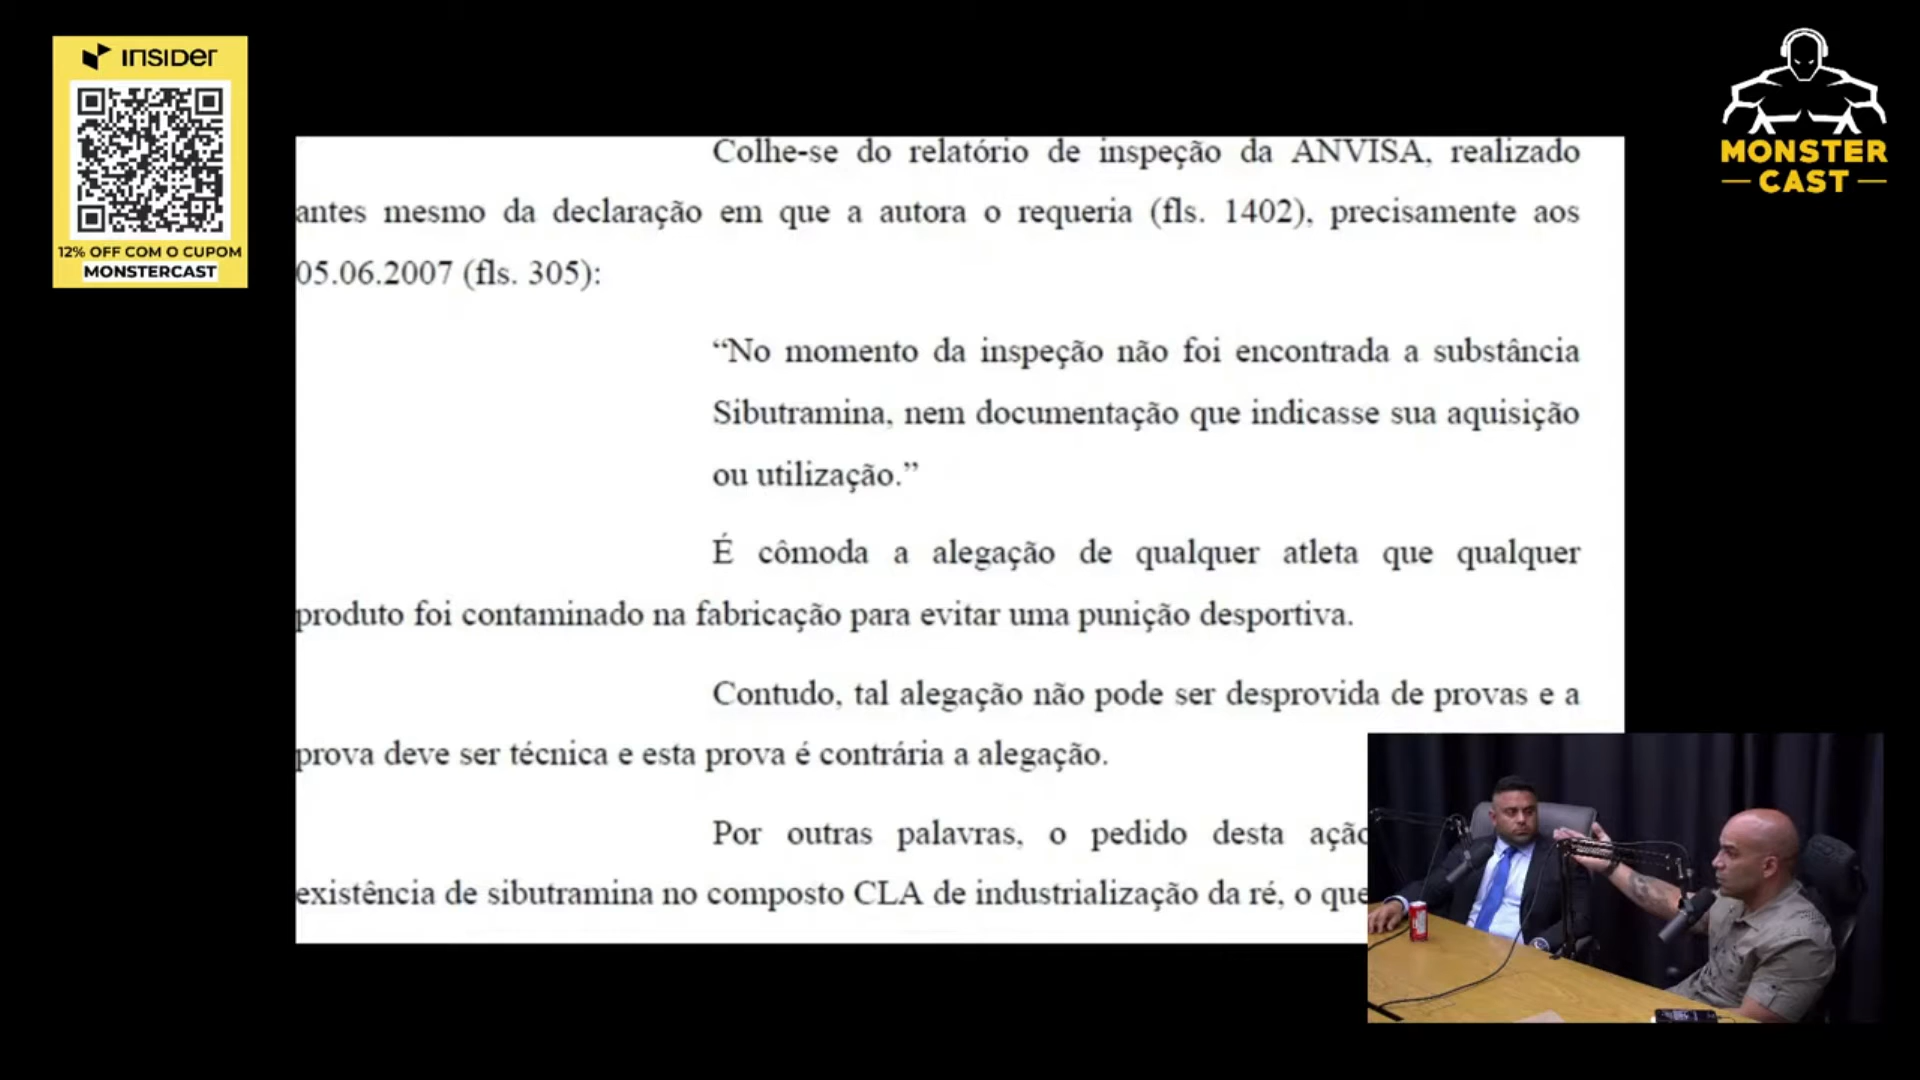 INSIDER
12% OFF COM O CUPOM
MONSTERCAST
MONSTER
CAST
Colhe-se do relatório de inspeção da ANVISA, realizado
antes mesmo da declaração em que a autora o requeria (fls. 1402), precisamente aos
05.06.2007 (fls. 305):
“No momento da inspeção não foi encontrada a substância
Sibutramina, nem documentação que indicasse sua aquisição
ou utilização.”
É cômoda a alegação de qualquer atleta que qualquer
produto foi contaminado na fabricação para evitar uma punição desportiva.
Contudo, tal alegação não pode ser desprovida de provas e a
prova deve ser técnica e esta prova é contrária a alegação.
Por outras palavras, o pedido desta ação
existência de sibutramina no composto CLA de industrialização da ré, o que